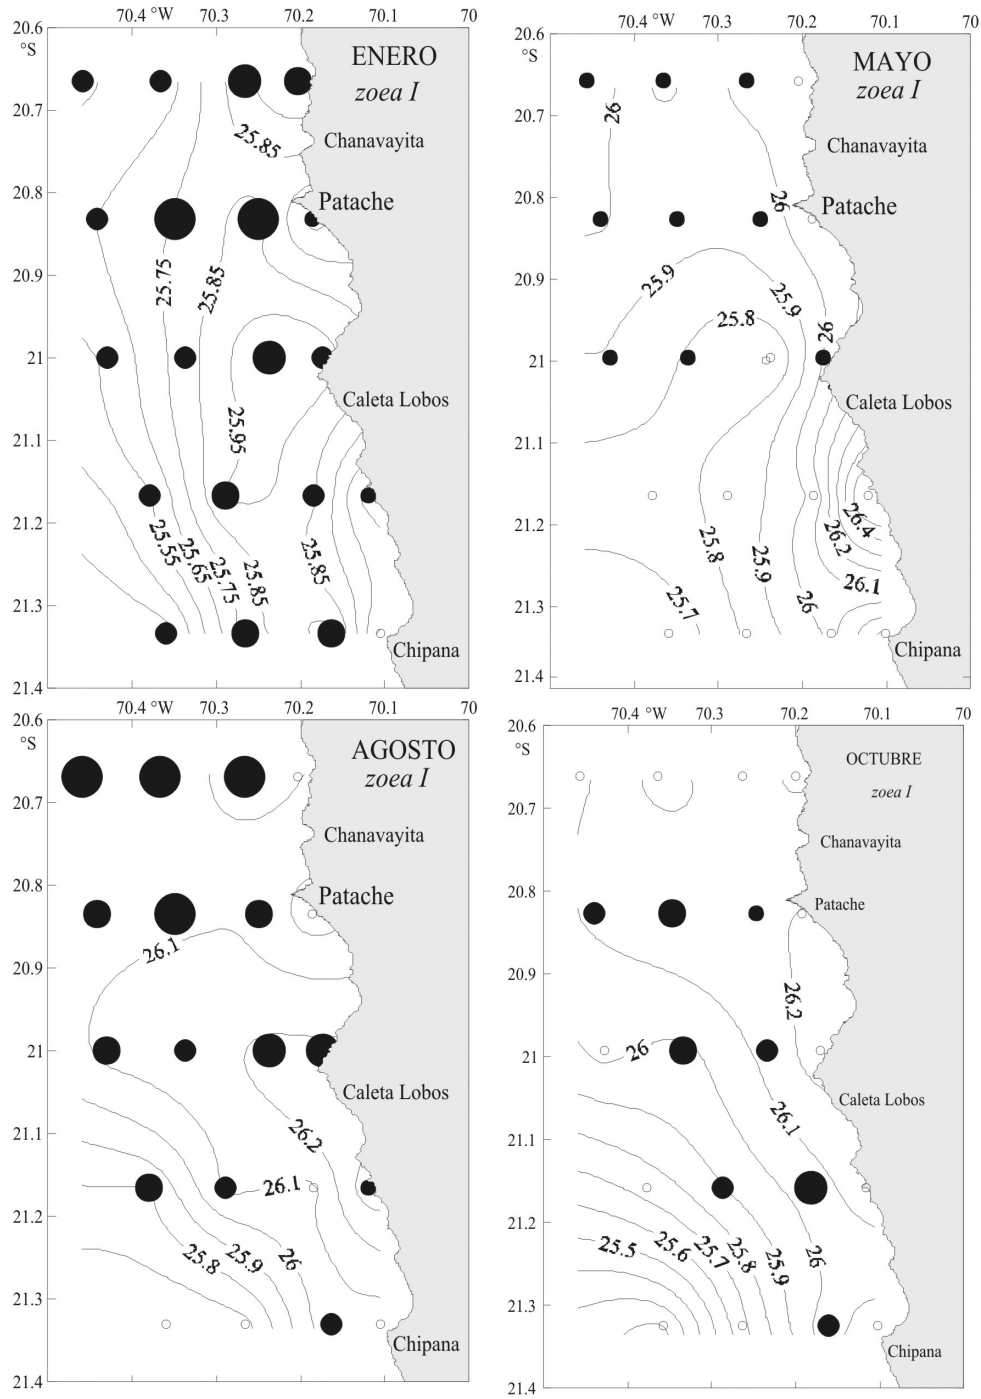 70.4 °W 70.3 70.2 70.1 70
20.6
°S
20.7
20.8
20.9
21
21.1
21.2
21.3
21.4
ENERO
zoea I
Chanavayita
Patache
Caleta Lobos
Chipana
25.85
25.75
25.85
25.95
25.55
25.65
25.75
25.85
25.85
70.4 °W 70.3 70.2 70.1 70
20.6
°S
20.7
20.8
20.9
21
21.1
21.2
21.3
21.4
MAYO
zoea I
Chanavayita
Patache
Caleta Lobos
Chipana
26
26
25.9
25.9
25.8
26
26.4
26.2
26.1
25.8
25.9
26
25.7
70.4 °W 70.3 70.2 70.1 70
20.6
°S
20.7
20.8
20.9
21
21.1
21.2
21.3
21.4
AGOSTO
zoea I
Chanavayita
Patache
Caleta Lobos
Chipana
26.1
26.2
26.1
25.8
25.9
26
70.4 °W 70.3 70.2 70.1 70
20.6
°S
20.7
20.8
20.9
21
21.1
21.2
21.3
21.4
OCTUBRE
zoea I
Chanavayita
Patache
Caleta Lobos
Chipana
26.2
26
26.1
25.5
25.6
25.7
25.8
25.9
26